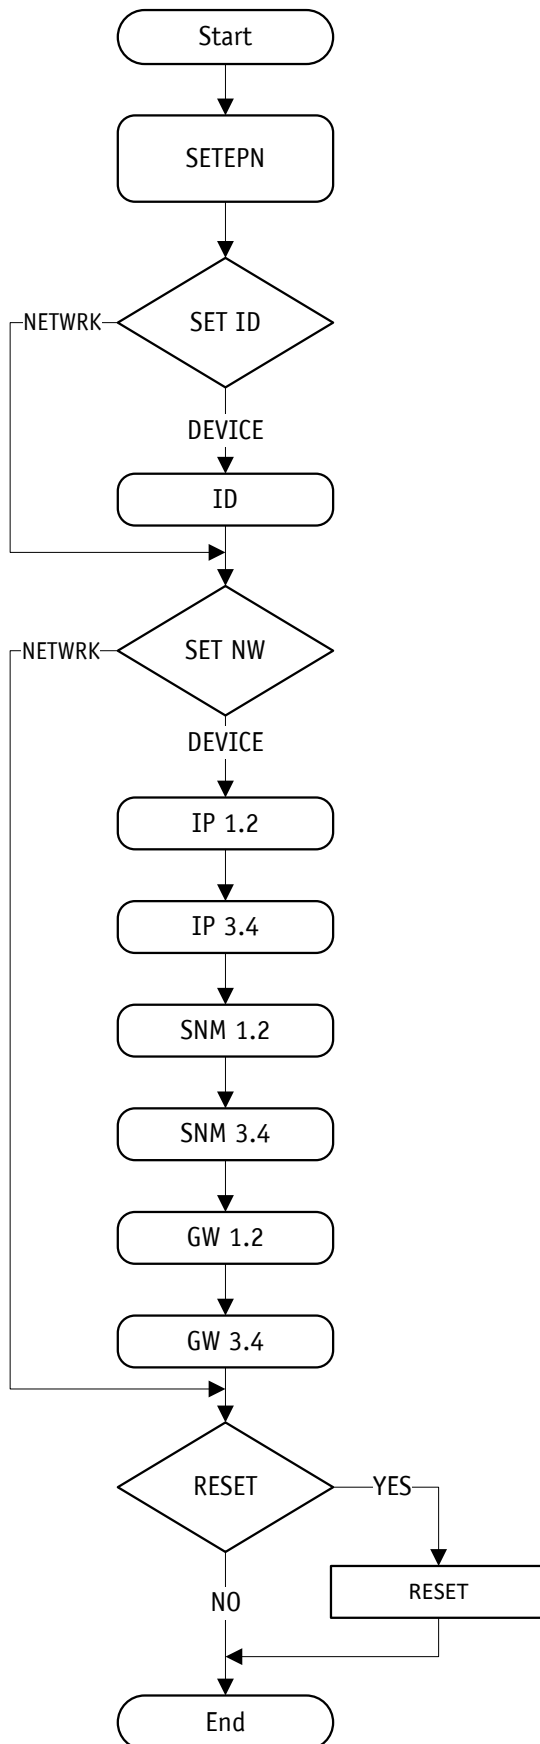 Start
SETEPN
SET ID
NETWRK
DEVICE
ID
SET NW
NETWRK
DEVICE
IP 1.2
IP 3.4
SNM 1.2
SNM 3.4
GW 1.2
GW 3.4
RESET
YES
RESET
NO
End